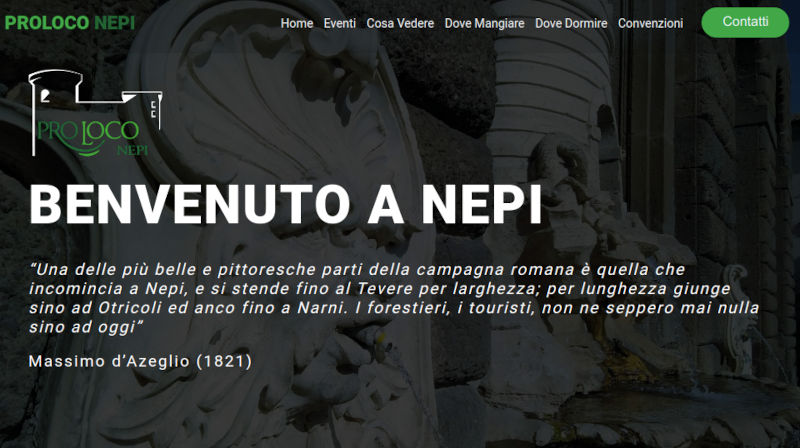 PROLOCO NEPI
Home Eventi Cosa Vedere Dove Mangiare Dove Dormire Convenzioni Contatti
PROLOCO
NEPI
BENVENUTO A NEPI
“Una delle più belle e pittoresche parti della campagna romana è quella che
incomincia a Nepi, e si stende fino al Tevere per larghezza; per lunghezza giunge
sino ad Otricoli ed anco fino a Narni. I forestieri, i touristi, non ne seppero mai nulla
sino ad oggi”
Massimo d’Azeglio (1821)